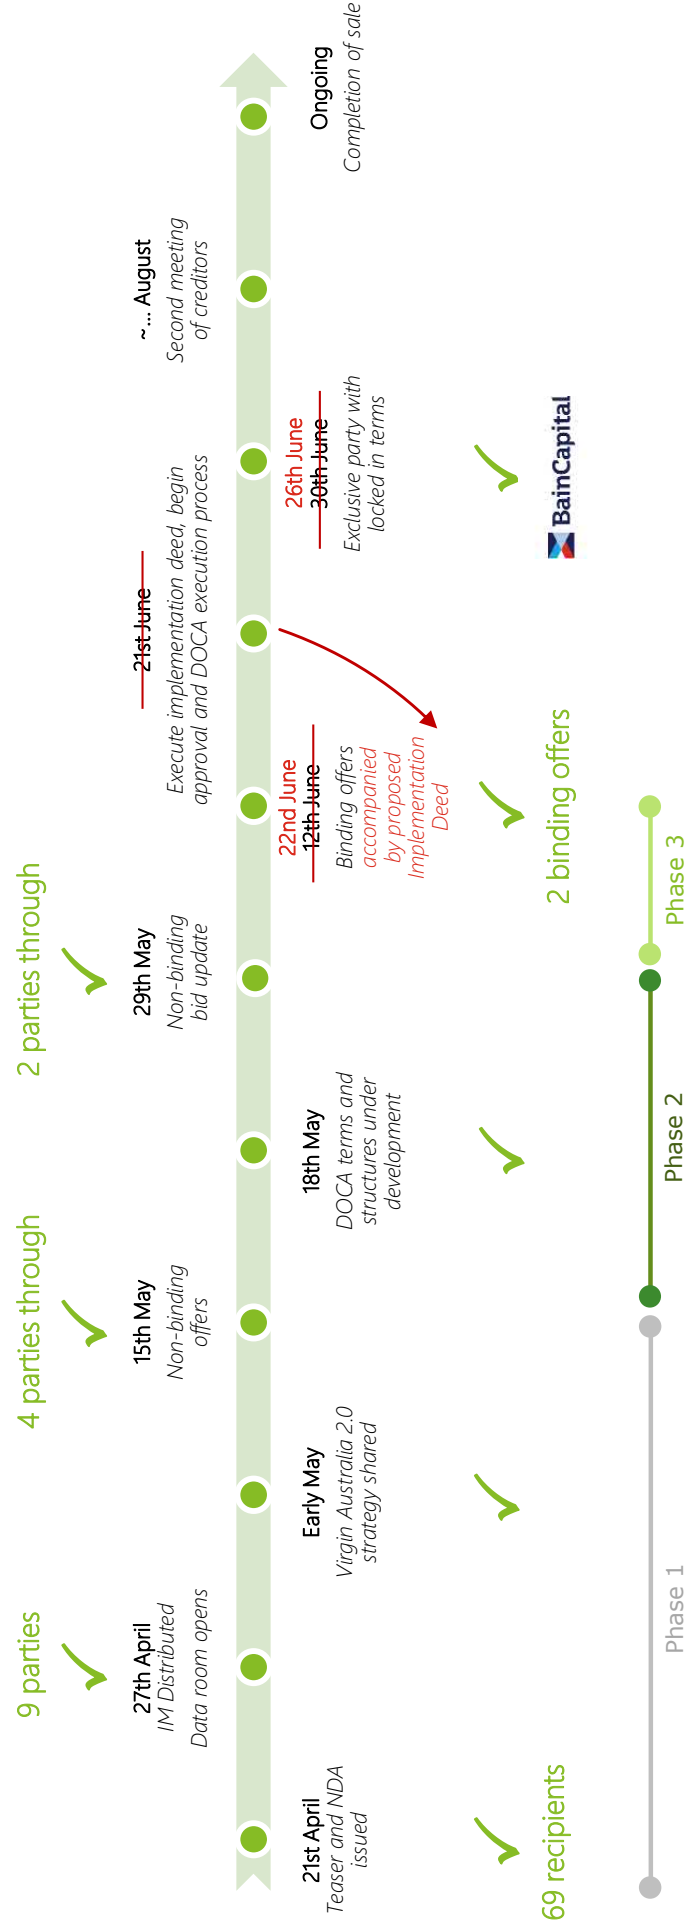 9 parties
4 parties through
2 parties through
27th April
IM Distributed
Data room opens
15th May
Non-binding
offers
29th May
Non-binding
bid update
21st June
Execute implementation deed, begin
approval and DOCA execution process
~... August
Second meeting
of creditors
21st April
Teaser and NDA
issued
Early May
Virgin Australia 2.0
strategy shared
18th May
DOCA terms and
structures under
development
22nd June
12th June
Binding offers
accompanied
by proposed
Implementation
Deed
26th June
30th June
Exclusive party with
locked in terms
Ongoing
Completion of sale
69 recipients
2 binding offers
BainCapital
Phase 1
Phase 2
Phase 3